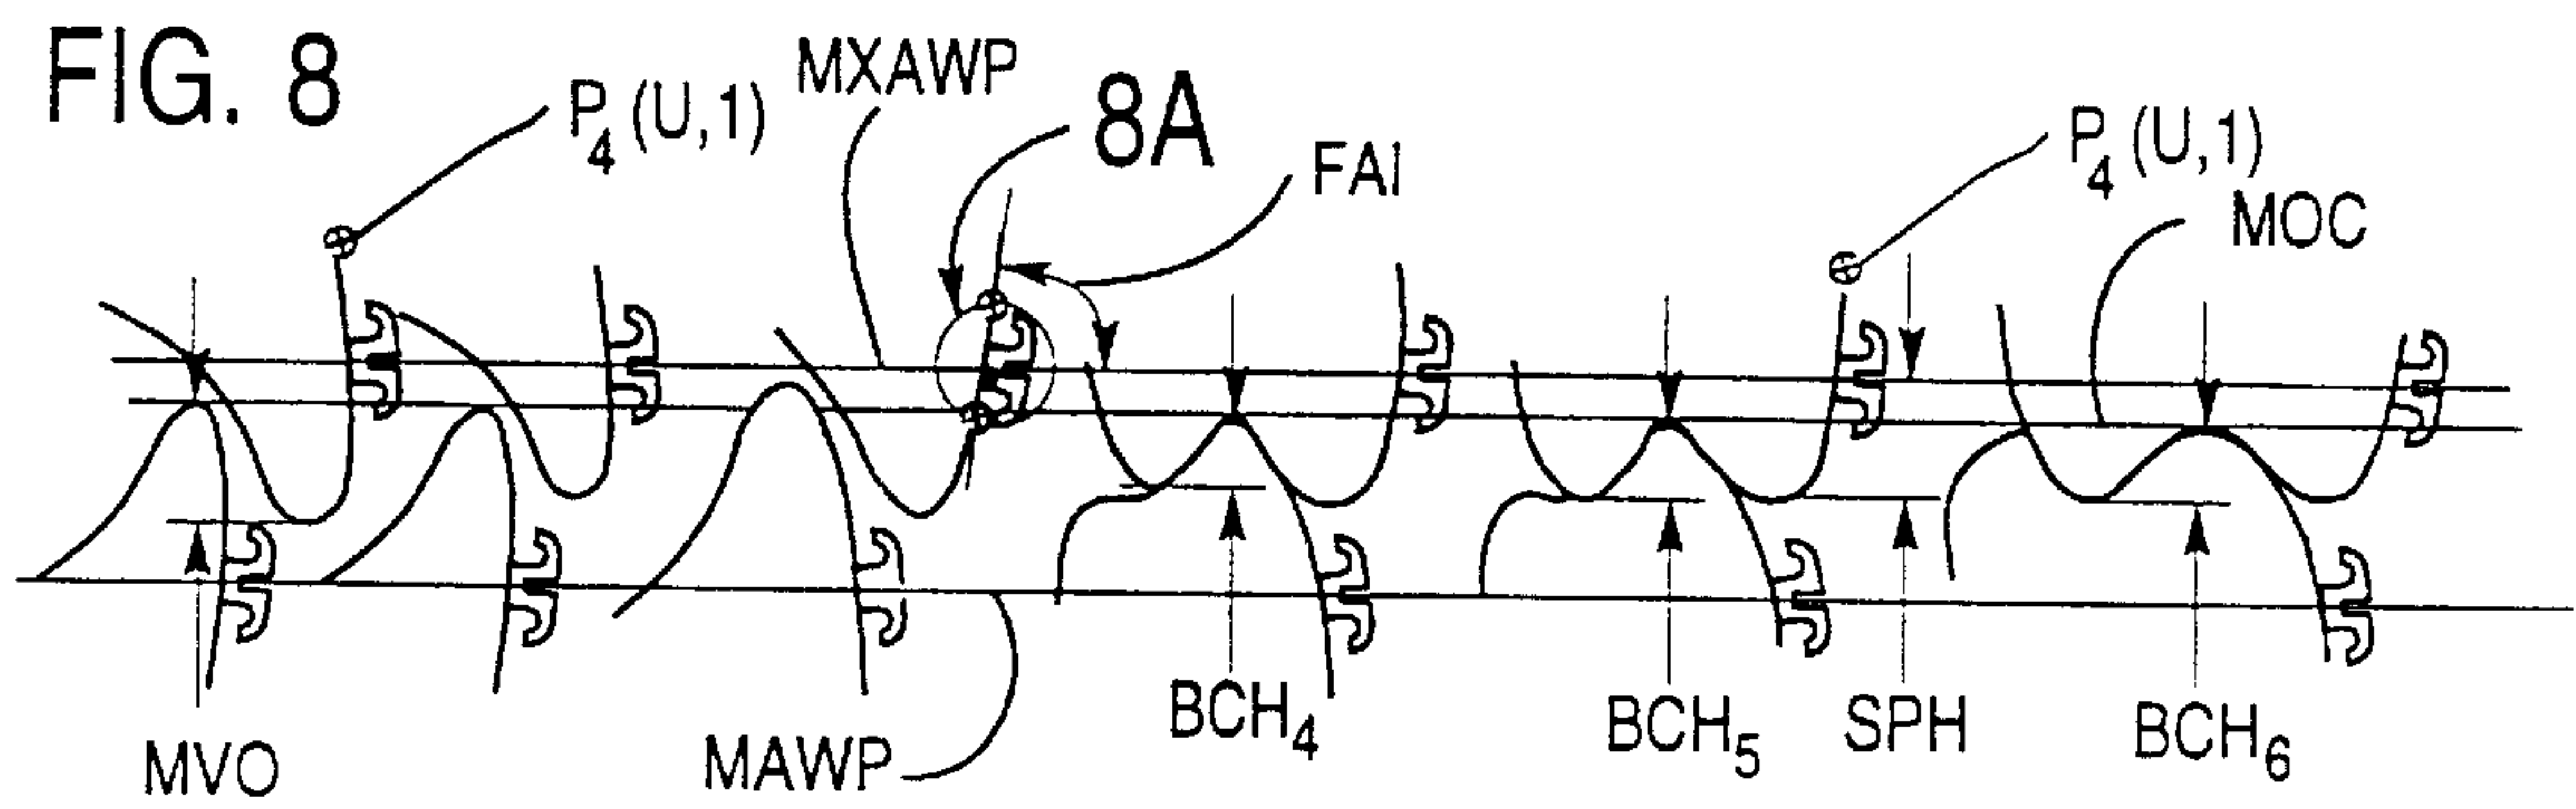 FIG. 8
P4 (U,1)
MXAWP
8A
FAI
P4 (U,1)
MOC
MVO
MAWP
BCH4
BCH5
SPH
BCH6